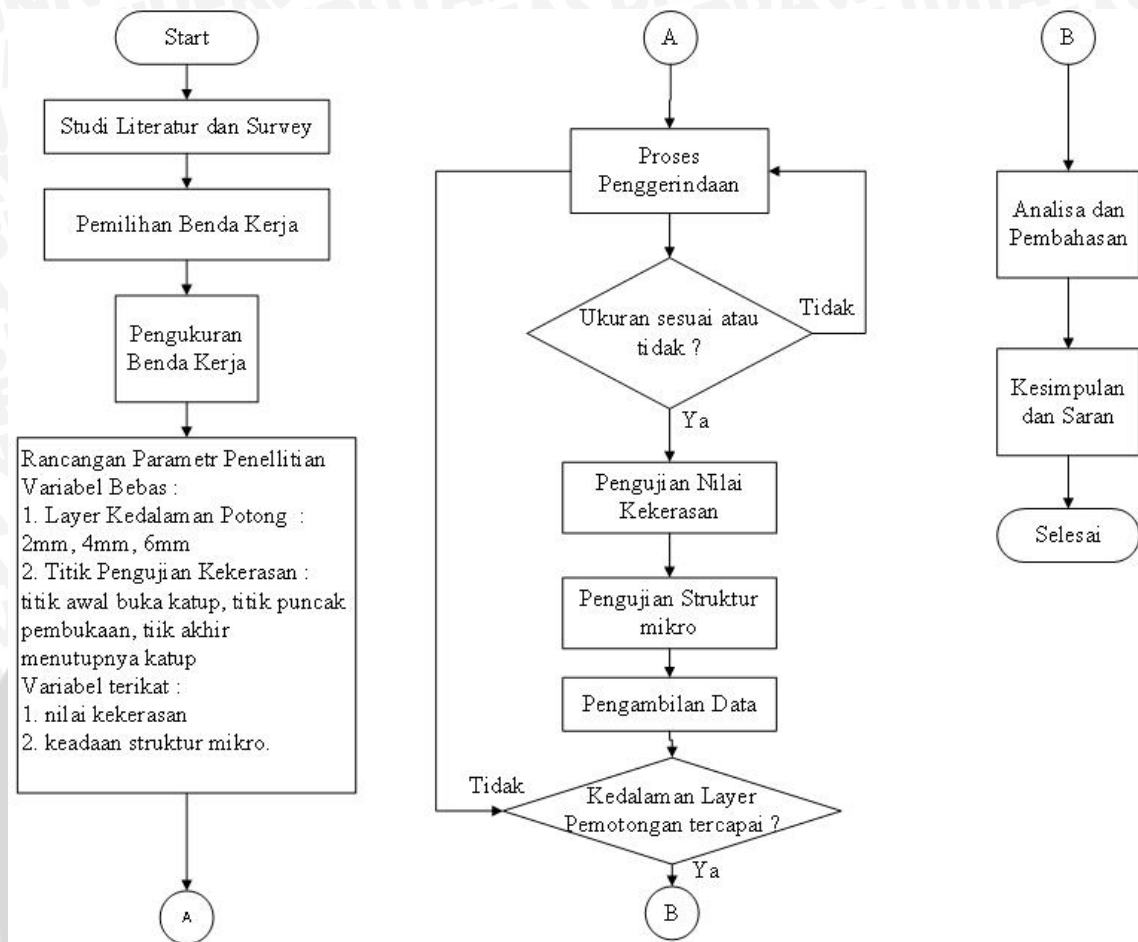 Start
Studi Literatur dan Survey
Pemilihan Benda Kerja
Pengukuran
Benda Kerja
Rancangan Parametr Penellitian
Variabel Bebas :
1. Layer Kedalaman Potong :
2mm, 4mm, 6mm
2. Titik Pengujian Kekerasan :
titik awal buka katup, titik puncak
pembukaan, tiik akhir
menutupnya katup
Variabel terikat :
1. nilai kekerasan
2. keadaan struktur mikro.
A
A
Proses
Penggerindaan
Ukuran sesuai atau
tidak ?
Tidak
Ya
Pengujian Nilai
Kekerasan
Pengujian Struktur
mikro
Pengambilan Data
Tidak
Kedalaman Layer
Pemotongan tercapai ?
Ya
B
B
Analisa dan
Pembahasan
Kesimpulan
dan Saran
Selesai